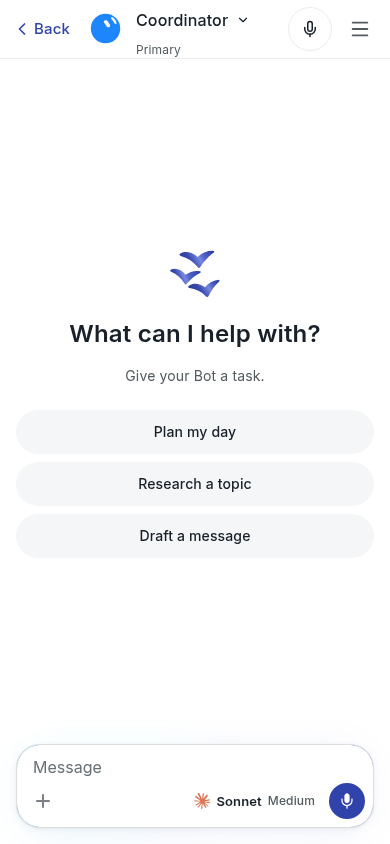 Back
Coordinator
Primary
What can I help with?
Give your Bot a task.
Plan my day
Research a topic
Draft a message
Message
Sonnet Medium